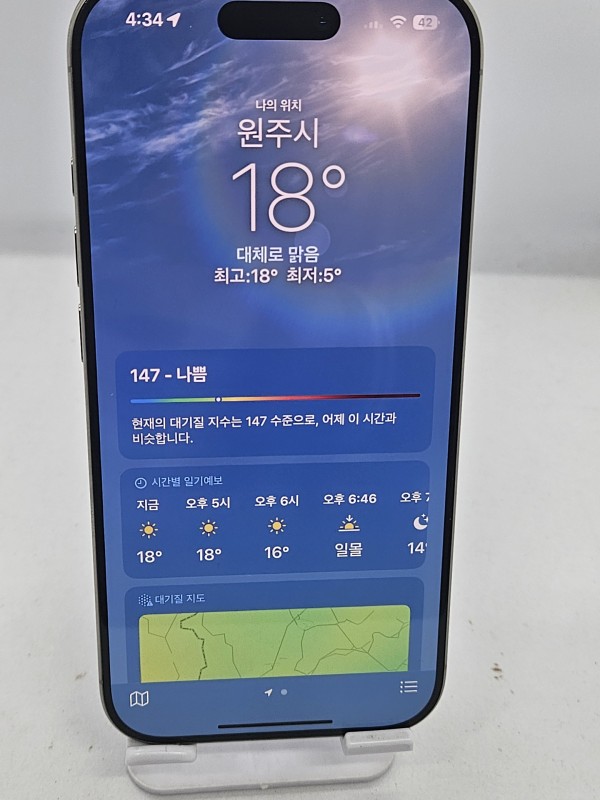 4:34
42
나의 위치
원주시
18°
대체로 맑음
최고:18° 최저:5°
147 - 나쁨
현재의 대기질 지수는 147 수준으로, 어제 이 시간과
비슷합니다.
시간별 일기예보
지금 오후 5시 오후 6시 오후 6:46 오후 7
18° 18° 16° 일몰 14°
대기질 지도